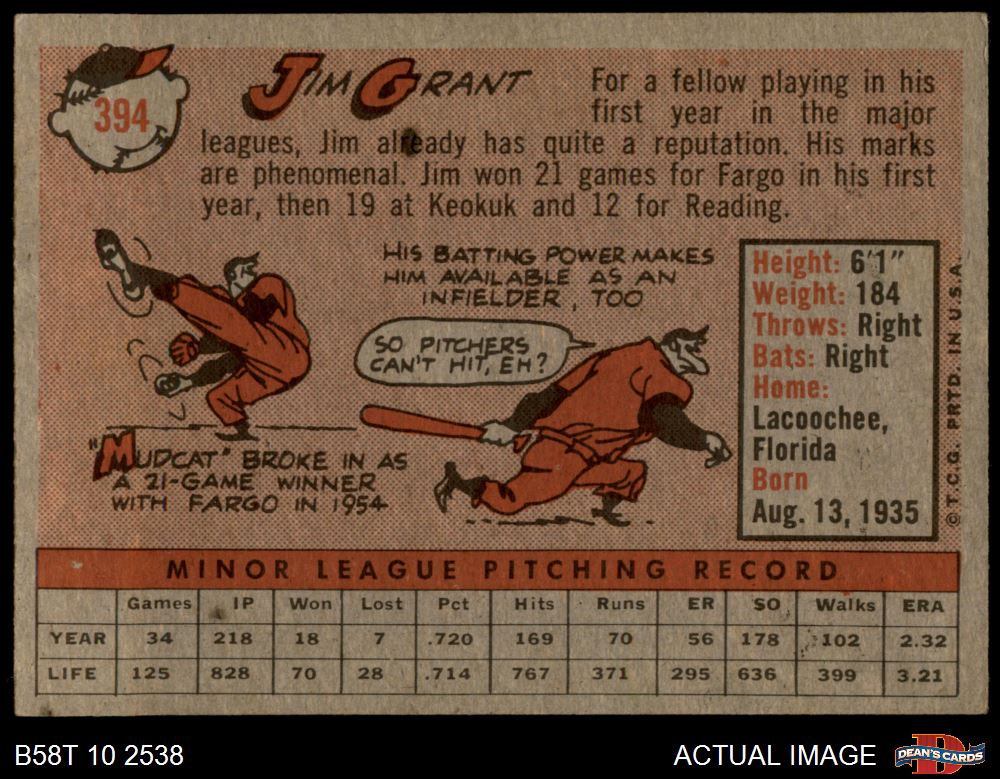 394
JIM GRANT
For a fellow playing in his
first year in the major
leagues, Jim already has quite a reputation. His marks
are phenomenal. Jim won 21 games for Fargo in his first
year, then 19 at Keokuk and 12 for Reading.
HIS BATTING POWER MAKES
HIM AVAILABLE AS AN
INFIELDER, TOO
SO PITCHERS
CAN'T HIT, EH?
"MUDCAT" BROKE IN AS
A 21-GAME WINNER
WITH FARGO IN 1954
Height: 6'1"
Weight: 184
Throws: Right
Bats: Right
Home:
Lacoochee,
Florida
Born
Aug. 13, 1935
© T.C.G. PRTD. IN U.S.A.
MINOR LEAGUE PITCHING RECORD
Games IP Won Lost Pct Hits Runs ER SO Walks ERA
YEAR 34 218 18 7 .720 169 70 56 178 102 2.32
LIFE 125 828 70 28 .714 767 371 295 636 399 3.21
B58T 10 2538
ACTUAL IMAGE
DEAN'S CARDS